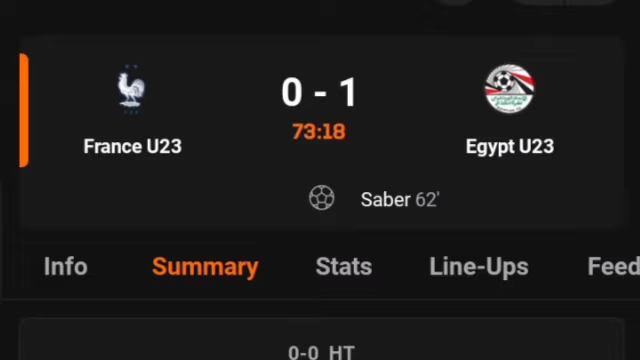 0 - 1
73:18
France U23
Egypt U23
Saber 62'
Info Summary Stats Line-Ups Feed
0-0 HT